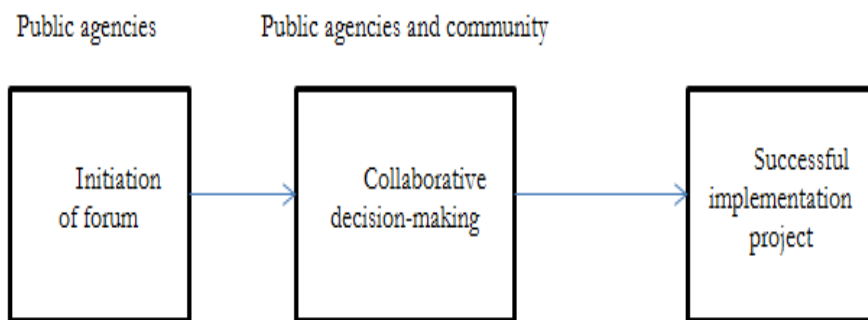 Public agencies
Public agencies and community
Initiation
of forum
Collaborative
decision-making
Successful
implementation
project